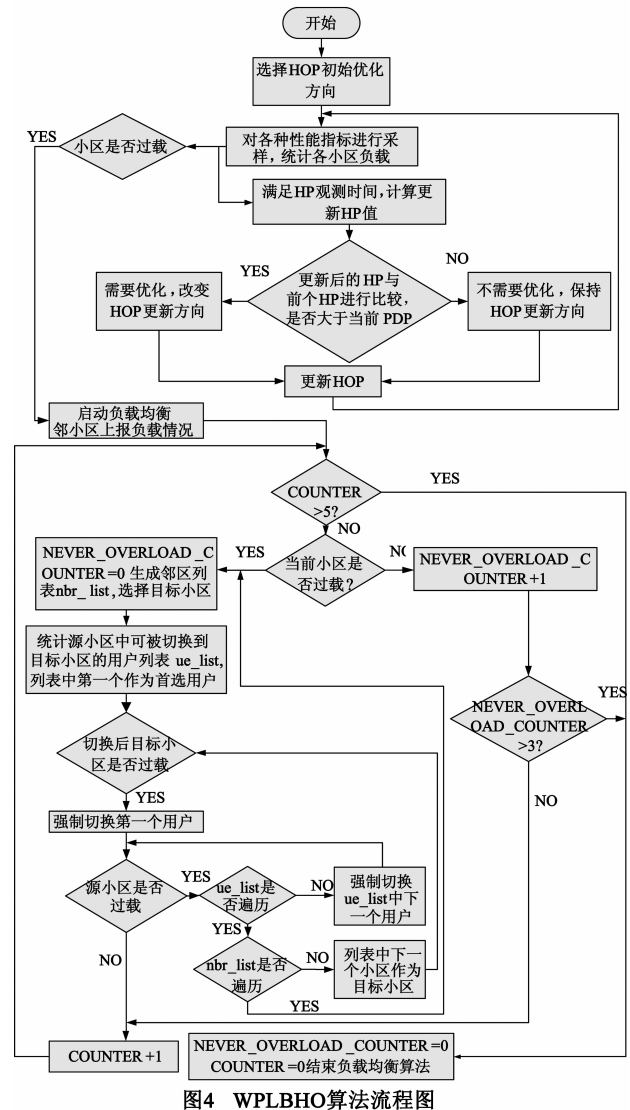 开始
选择HOP初始优化
方向
YES
小区是否过载
对各种性能指标进行采
样,统计各小区负载
满足HP观测时间,计算更
新HP值
YES
更新后的HP与
前个HP进行比较,
是否大于当前 PDP
NO
需要优化,改变
HOP更新方向
不需要优化,保持
HOP更新方向
更新HOP
启动负载均衡
邻小区上报负载情况
COUNTER
>5?
YES
NO
NEVER_OVERLOAD _C
OUNTER=0 生成邻区列
表nbr_ list,选择目标小区
YES
当前小区是
否过载?
NO
NEVER_OVERLOAD _C
OUNTER+1
统计源小区中可被切换到
目标小区的用户列表 ue_list,
列表中第一个作为首选用户
NEVER_OVERL
OAD_COUNTER
>3?
YES
切换后目标小
区是否过载
YES
NO
强制切换第一个用户
源小区是否
过载
YES
ue_list是
否遍历
NO
强制切换
ue_list中下
一个用户
YES
NO
nbr_list是否
遍历
NO
列表中下一
个小区作为
目标小区
YES
COUNTER+1
NEVER_OVERLOAD _COUNTER=0
COUNTER=0结束负载均衡算法
图4 WPLBHO算法流程图